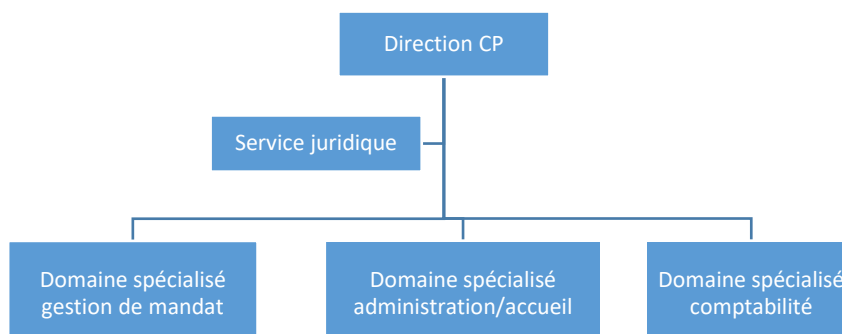 Direction CP
Service juridique
Domaine spécialisé
gestion de mandat
Domaine spécialisé
administration/accueil
Domaine spécialisé
comptabilité